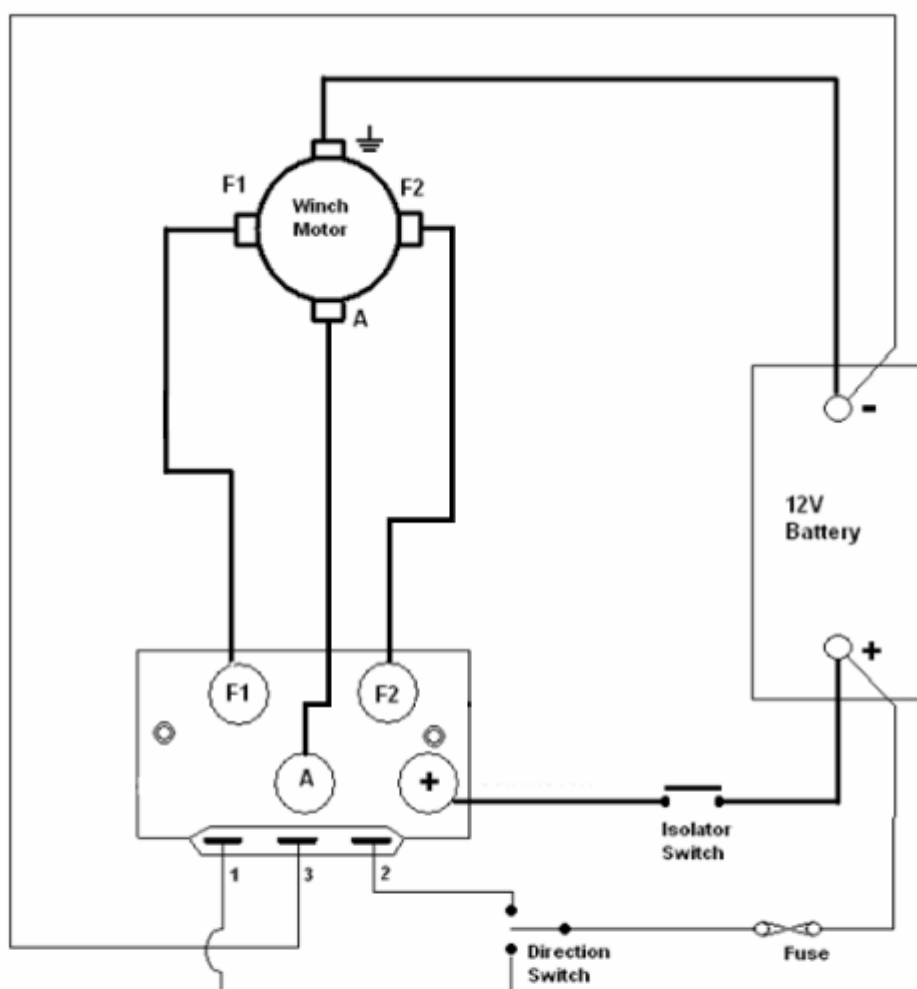 F1
F2
Winch
Motor
A
-
12V
Battery
+
F1
F2
A
+
Isolator
Switch
1
3
2
Direction
Switch
Fuse